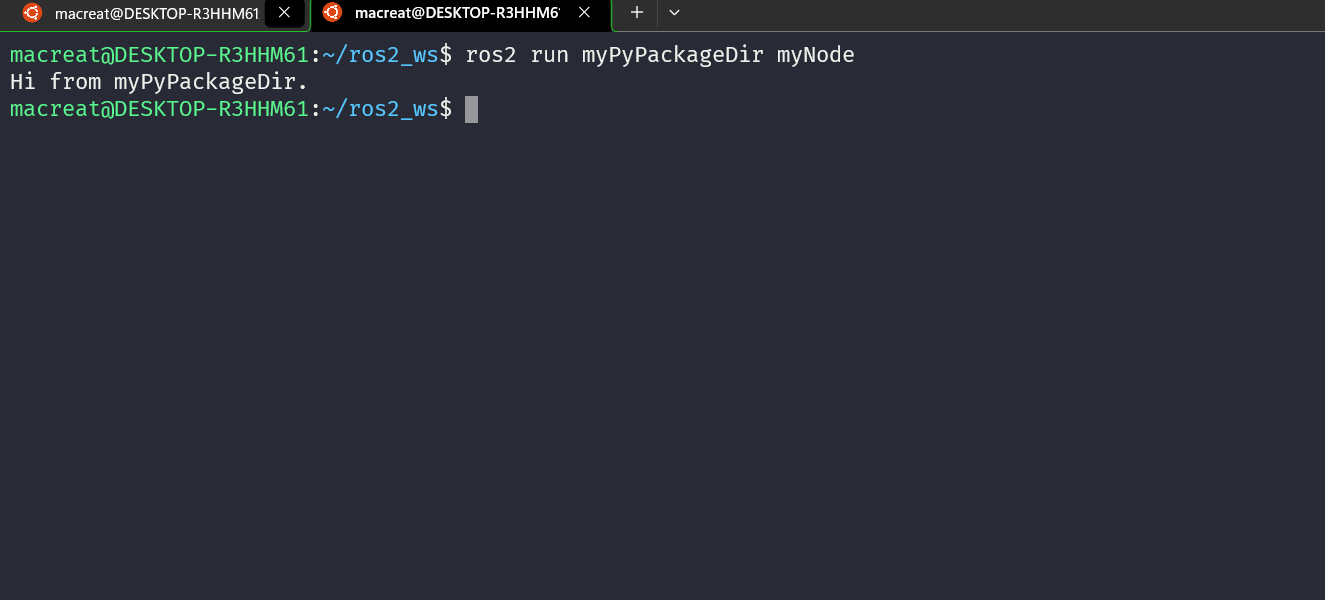 macreat@DESKTOP-R3HHM61: macreat@DESKTOP-R3HHM6
macreat@DESKTOP-R3HHM61:~/ros2_ws$ ros2 run myPyPackageDir myNode
Hi from myPyPackageDir.
macreat@DESKTOP-R3HHM61:~/ros2_ws$